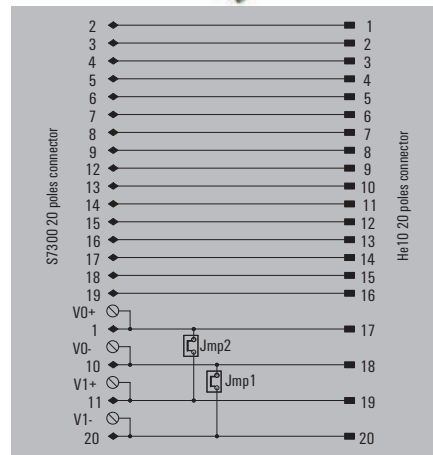 2 1
3 2
4 3
5 4
6 5
7 6
8 7
9 8
12 9
13 10
14 11
15 12
16 13
17 14
18 15
19 16
V0+
1 17
Jmp2
V0-
10 18
V1+
Jmp1
11 19
V1-
20 20
S7300 20 poles connector
He10 20 poles connector